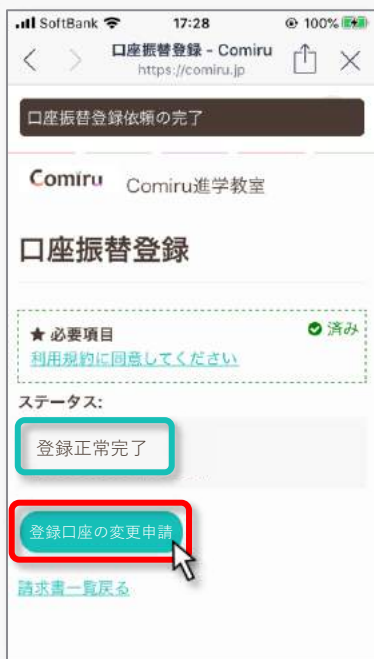 SoftBank 17:28 100%
口座振替登録 - Comiru
https://comiru.jp
口座振替登録依頼の完了
Comiru Comiru進学教室
口座振替登録
★ 必要項目 済み
利用規約に同意してください
ステータス:
登録正常完了
登録口座の変更申請
請求書一覧戻る